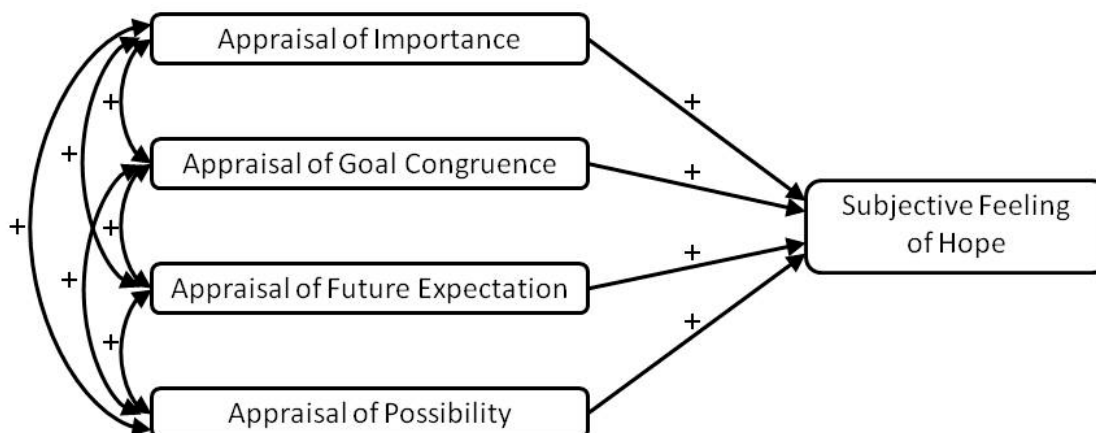 Appraisal of Importance
+
+
+
Appraisal of Goal Congruence
+
+
Subjective Feeling
of Hope
+
+
+
+
Appraisal of Future Expectation
+
+
Appraisal of Possibility